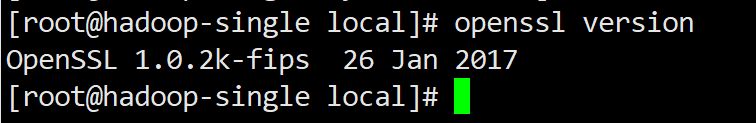 [root@hadoop-single local]# openssl version
OpenSSL 1.0.2k-fips  26 Jan 2017
[root@hadoop-single local]#